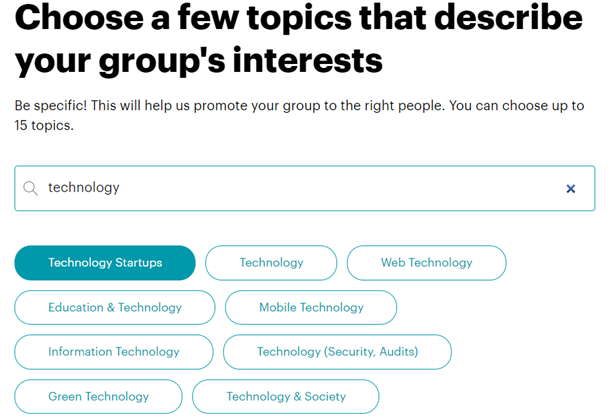 Choose a few topics that describe
your group's interests
Be specific! This will help us promote your group to the right people. You can choose up to
15 topics.
technology
Technology Startups Technology Web Technology
Education & Technology Mobile Technology
Information Technology Technology (Security, Audits)
Green Technology Technology & Society